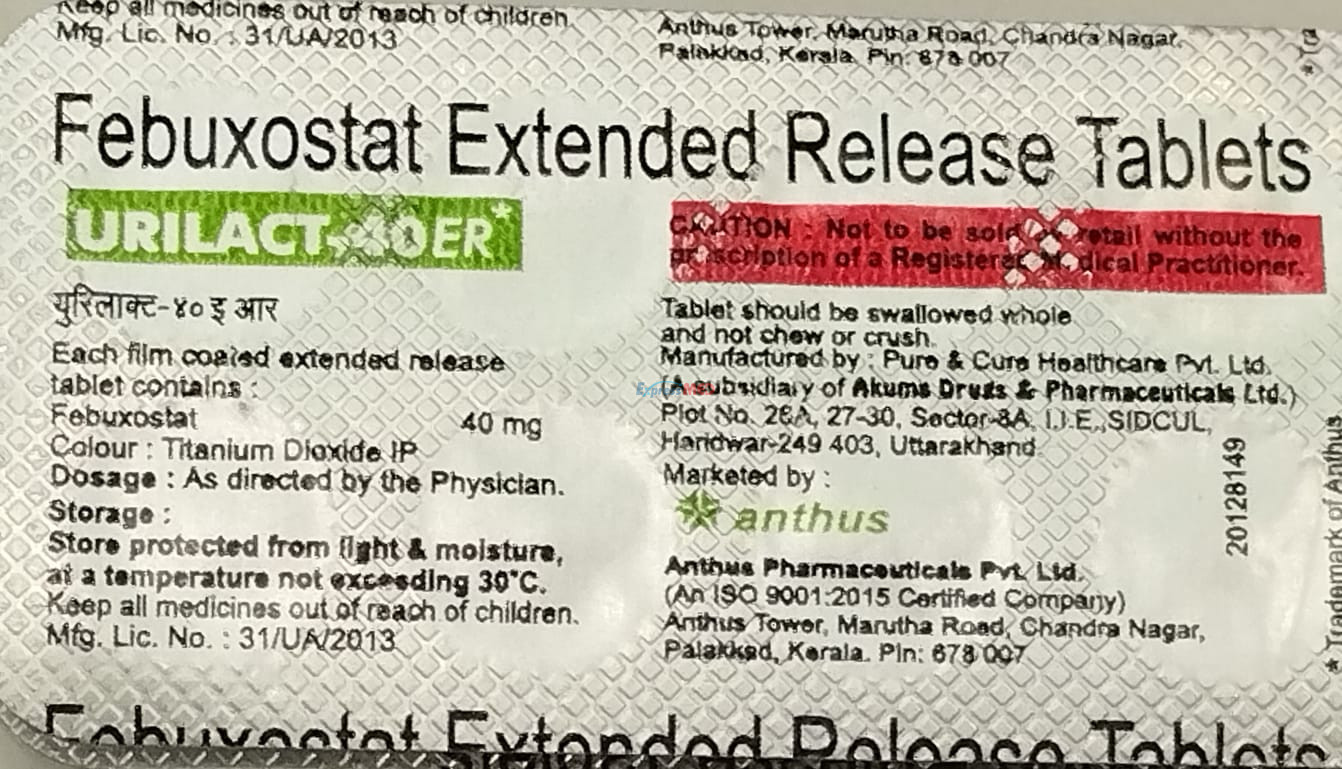 Keep all medicines out of reach of children.
Mfg. Lic. No. : 31/UA/2013
Anthus Tower, Marutha Road, Chandra Nagar,
Palakkad, Kerala. Pin: 678 007
Febuxostat Extended Release Tablets
URILACT-40 ER*
युरिलाक्ट-४० इ आर
Each film coated extended release
tablet contains :
Febuxostat 40 mg
Colour : Titanium Dioxide IP
Dosage : As directed by the Physician.
Storage :
Store protected from light & moisture,
at a temperature not exceeding 30°C.
Keep all medicines out of reach of children.
Mfg. Lic. No. : 31/UA/2013
CAUTION : Not to be sold by retail without the
prescription of a Registered Medical Practitioner.
Tablet should be swallowed whole
and not chew or crush.
Manufactured by : Pure & Cure Healthcare Pvt. Ltd.
(A subsidiary of Akums Drugs & Pharmaceuticals Ltd.)
Plot No. 26A, 27-30, Sector-8A, I.I.E., SIDCUL,
Haridwar-249 403, Uttarakhand.
Marketed by :
anthus
Anthus Pharmaceuticals Pvt. Ltd.
(An ISO 9001:2015 Certified Company)
Anthus Tower, Marutha Road, Chandra Nagar,
Palakkad, Kerala. Pin: 678 007
20128149
* Trademark of Anthus
Febuxostat Extended Release Tablets